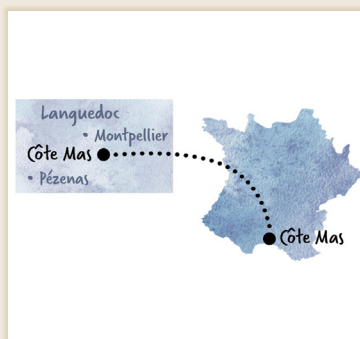 Languedoc
• Montpellier
Côte Mas
• Pézenas
Côte Mas